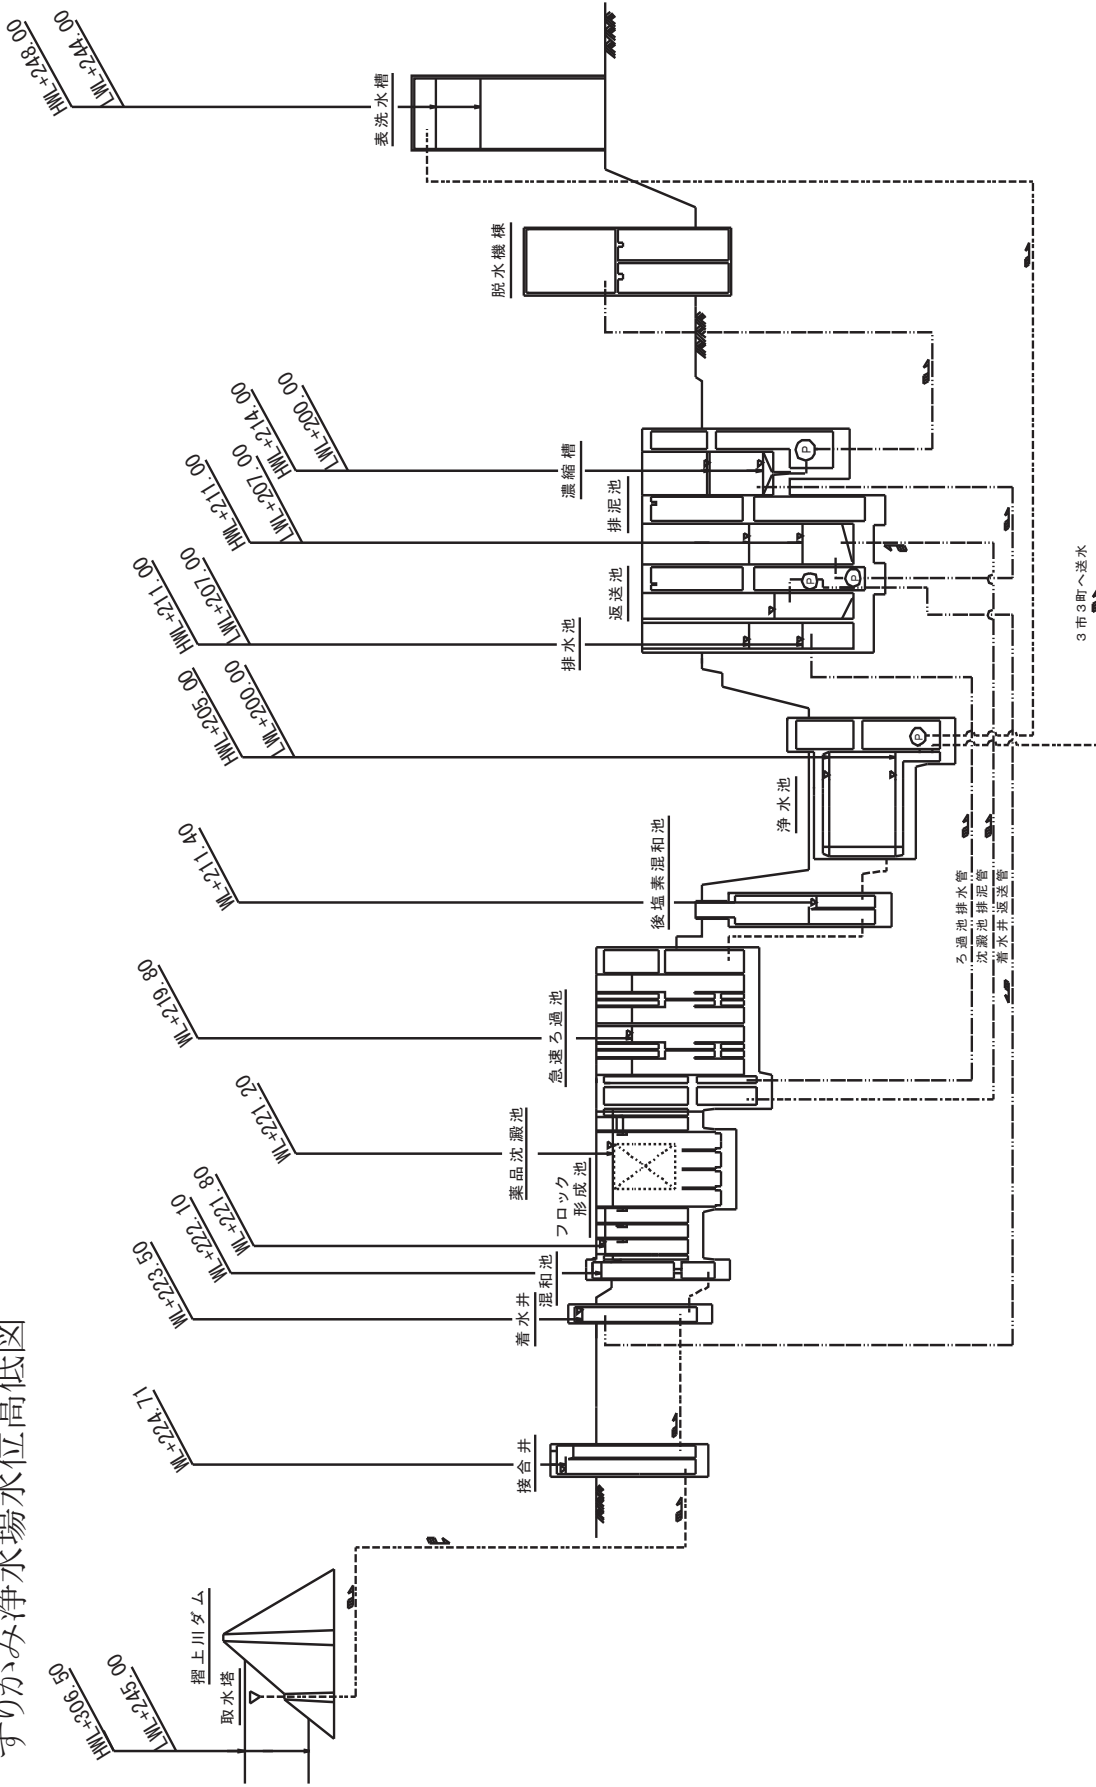 すりかみ浄水場水位高低図
HWL+306.50
LWL+245.00
取水塔
摺上川ダム
WL+224.71
接合井
WL+223.50
着水井
WL+222.10
混和池
WL+221.80
フロック
形成池
WL+221.20
薬品沈澱池
WL+219.80
急速ろ過池
WL+211.40
後塩素混和池
HWL+205.00
LWL+200.00
浄水池
P
HWL+211.00
LWL+207.00
排水池
返送池
P
P
HWL+211.00
LWL+207.00
排泥池
HWL+214.00
LWL+200.00
濃縮槽
P
脱水機棟
HWL+248.00
LWL+244.00
表洗水槽
ろ過池排水管
沈澱池排泥管
着水井返送管
3市3町へ送水